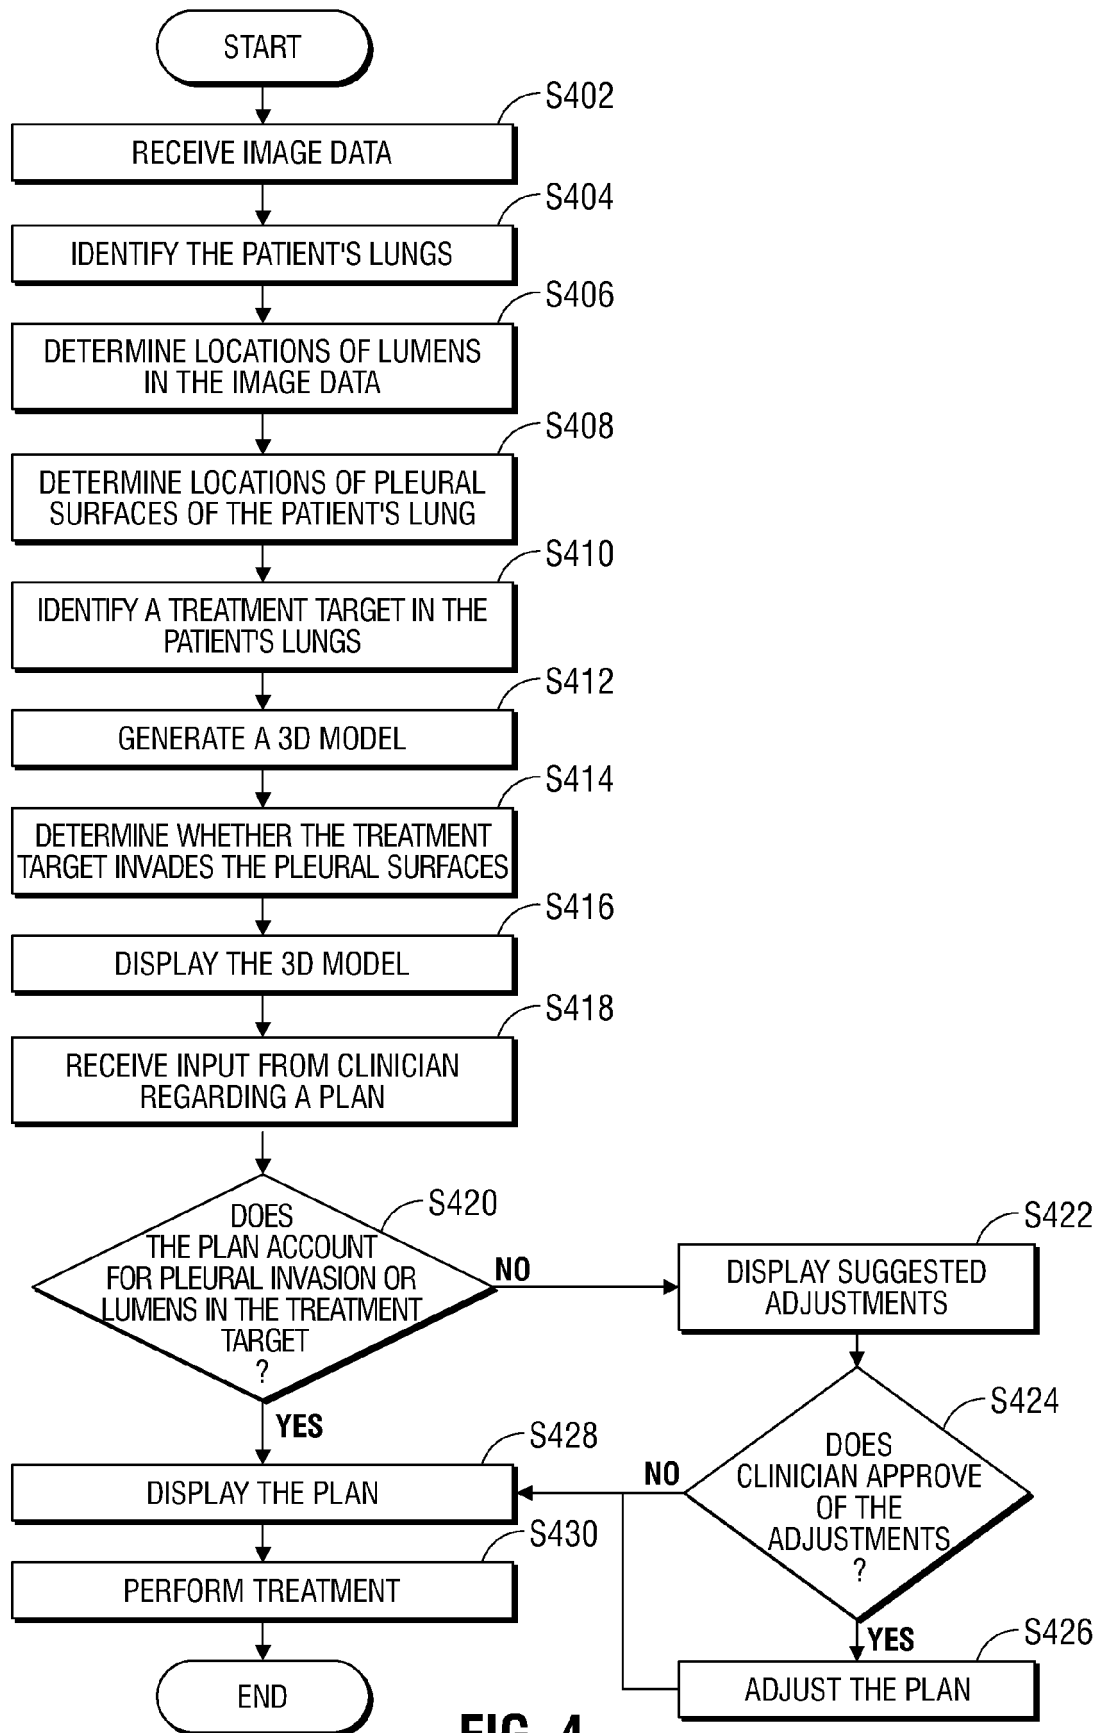 START
S402
RECEIVE IMAGE DATA
S404
IDENTIFY THE PATIENT'S LUNGS
S406
DETERMINE LOCATIONS OF LUMENS
IN THE IMAGE DATA
S408
DETERMINE LOCATIONS OF PLEURAL
SURFACES OF THE PATIENT'S LUNG
S410
IDENTIFY A TREATMENT TARGET IN THE
PATIENT'S LUNGS
S412
GENERATE A 3D MODEL
S414
DETERMINE WHETHER THE TREATMENT
TARGET INVADES THE PLEURAL SURFACES
S416
DISPLAY THE 3D MODEL
S418
RECEIVE INPUT FROM CLINICIAN
REGARDING A PLAN
S420
DOES
THE PLAN ACCOUNT
FOR PLEURAL INVASION OR
LUMENS IN THE TREATMENT
TARGET
?
NO
S422
DISPLAY SUGGESTED
ADJUSTMENTS
S424
DOES
CLINICIAN APPROVE
OF THE
ADJUSTMENTS
?
NO
YES
S426
ADJUST THE PLAN
YES
S428
DISPLAY THE PLAN
S430
PERFORM TREATMENT
END
FIG. 4